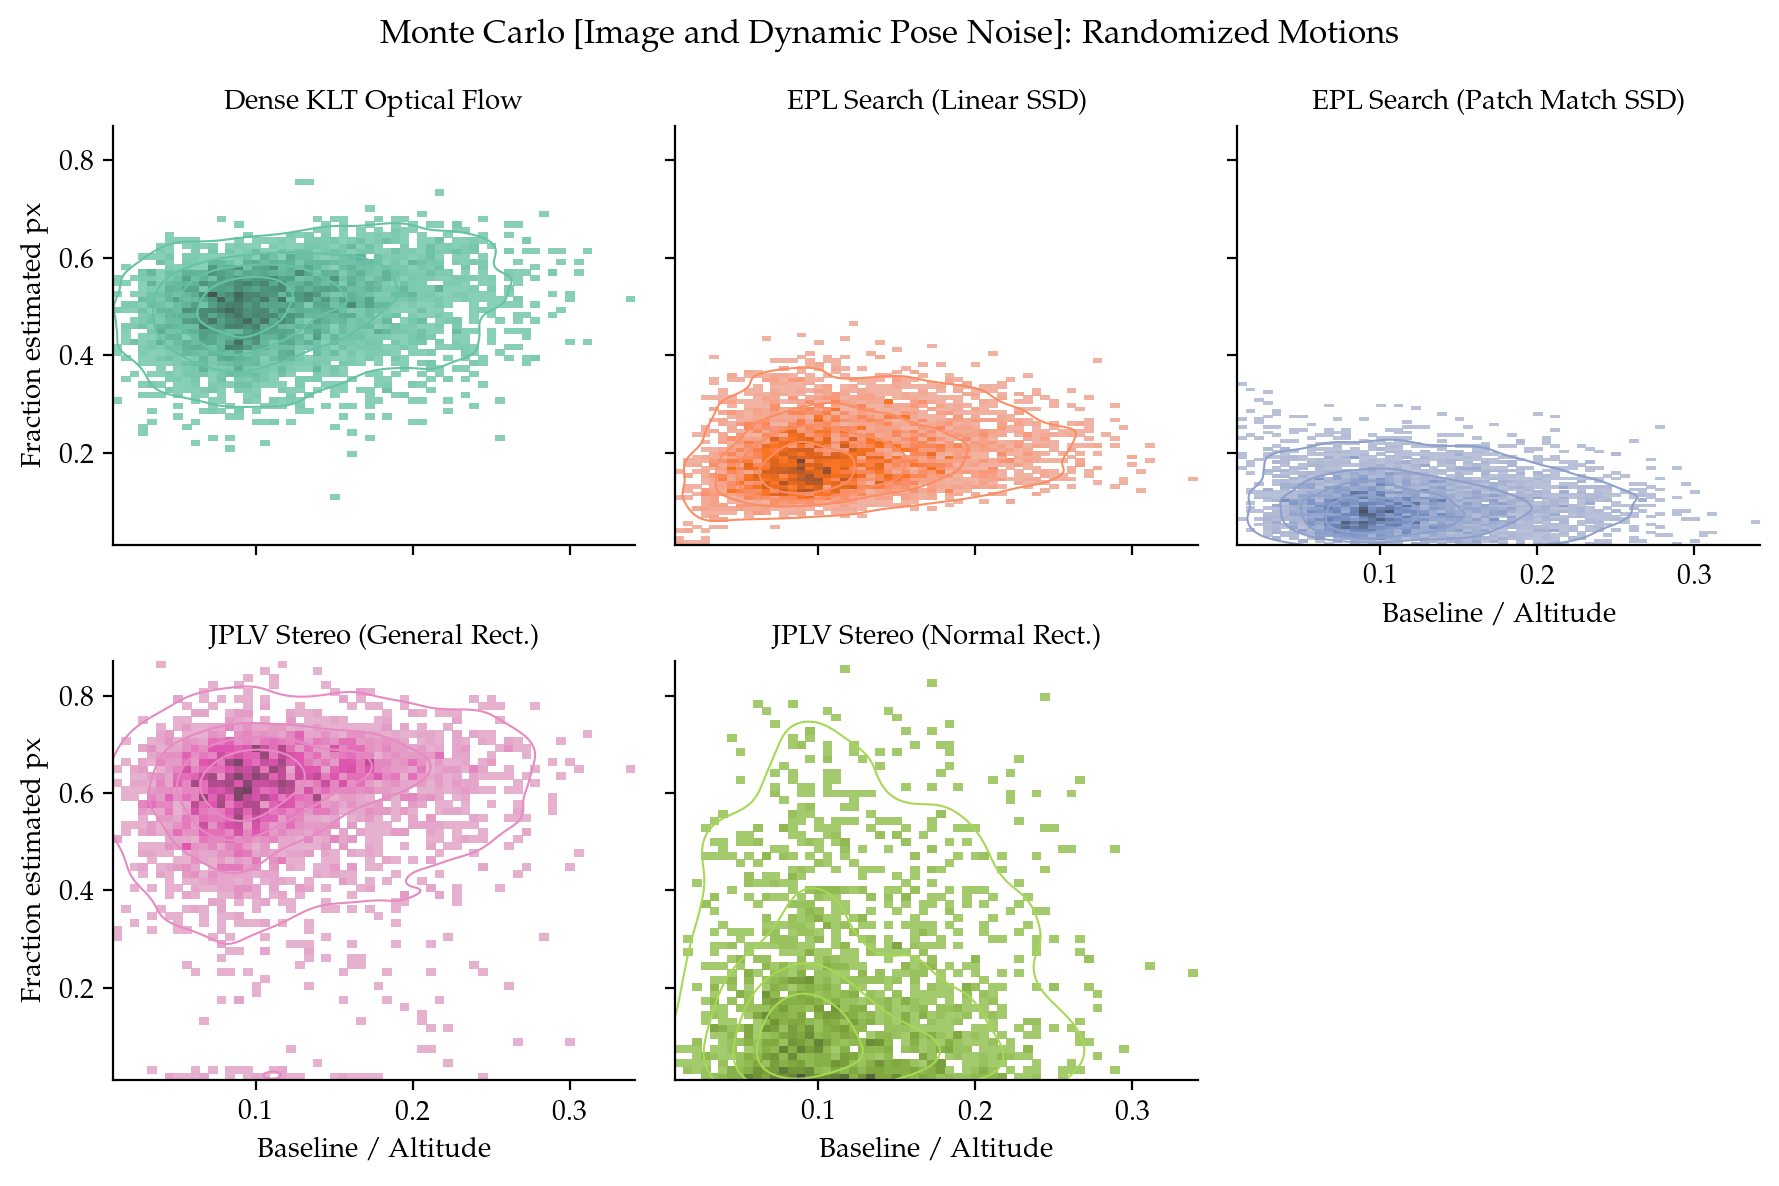 Monte Carlo [Image and Dynamic Pose Noise]: Randomized Motions
Dense KLT Optical Flow
EPL Search (Linear SSD)
EPL Search (Patch Match SSD)
Fraction estimated px
0.8
0.6
0.4
0.2
0.1 0.2 0.3
Baseline / Altitude
JPLV Stereo (General Rect.)
JPLV Stereo (Normal Rect.)
Fraction estimated px
0.8
0.6
0.4
0.2
0.1 0.2 0.3
Baseline / Altitude
0.1 0.2 0.3
Baseline / Altitude